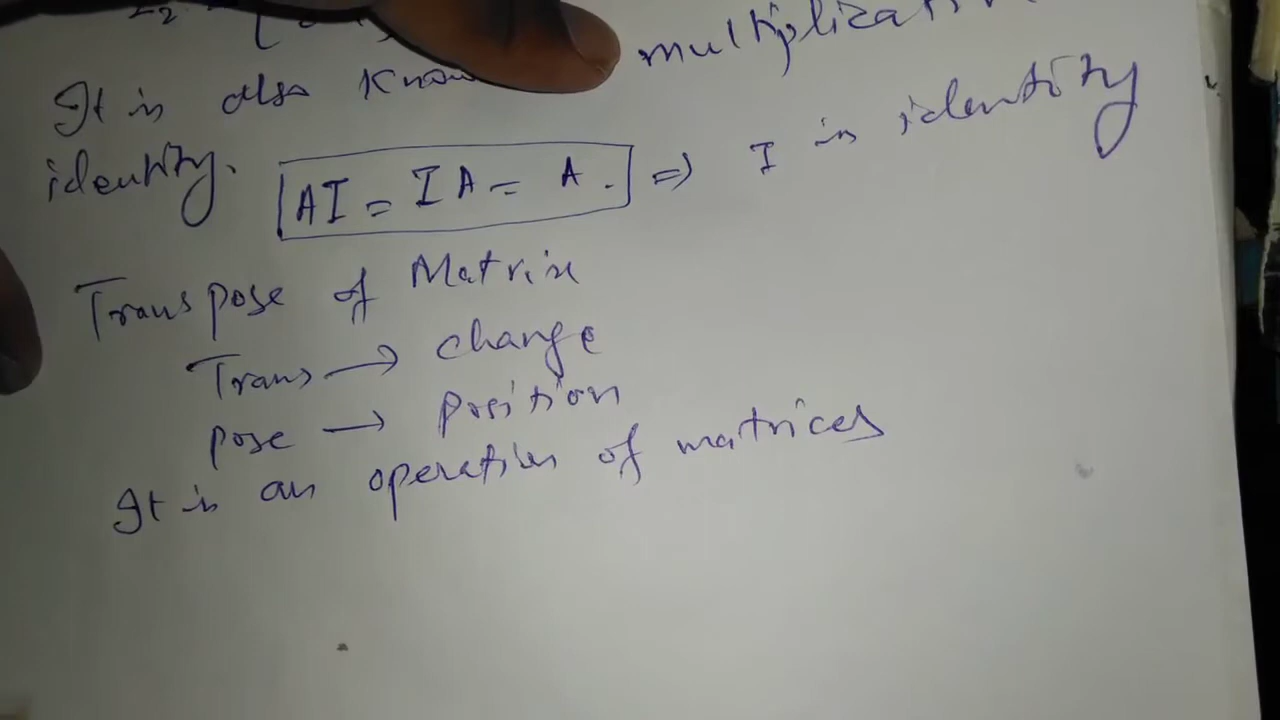 It is also Know multiplicati
identity. AI = IA = A. ⇒ I is identity
Transpose of Matrix
Trans → change
pose → position
It is an operation of matrices